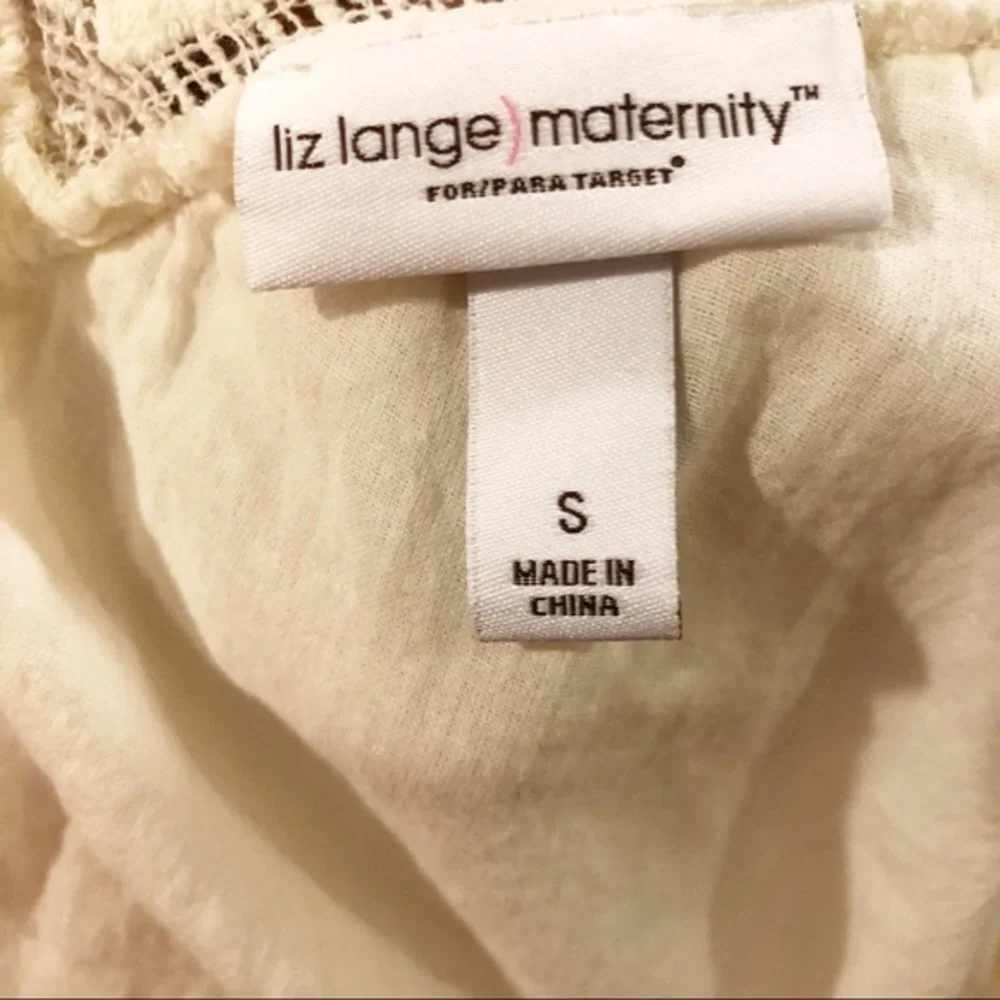 liz lange)maternity™
FOR/PARA TARGET®
S
MADE IN
CHINA